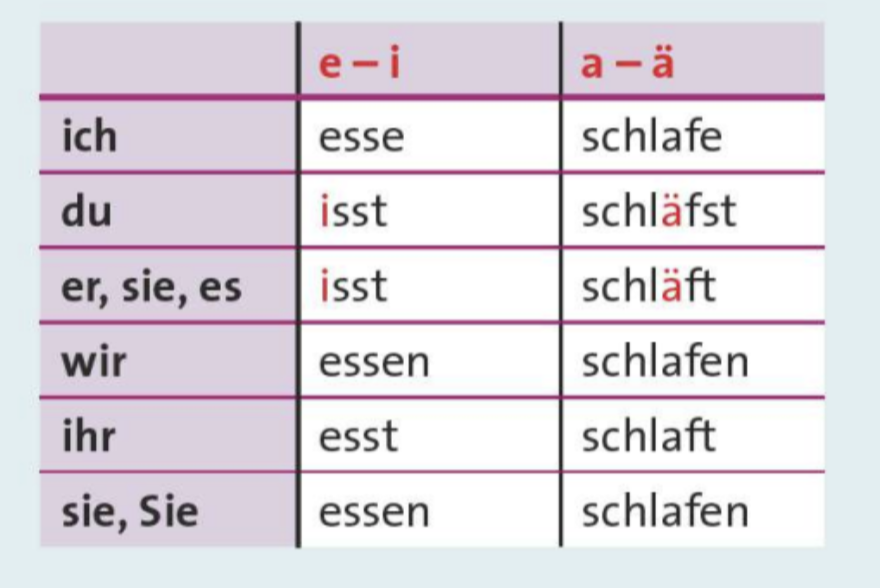 e – i a – ä
ich esse schlafe
du isst schläfst
er, sie, es isst schläft
wir essen schlafen
ihr esst schlaft
sie, Sie essen schlafen